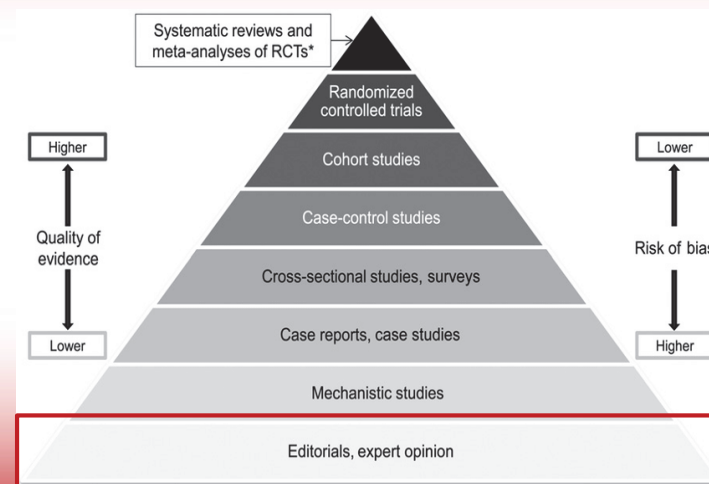 Systematic reviews and
meta-analyses of RCTs*
Randomized
controlled trials
Higher
Lower
Cohort studies
Case-control studies
Quality of
evidence
Risk of bias
Cross-sectional studies, surveys
Case reports, case studies
Lower
Higher
Mechanistic studies
Editorials, expert opinion